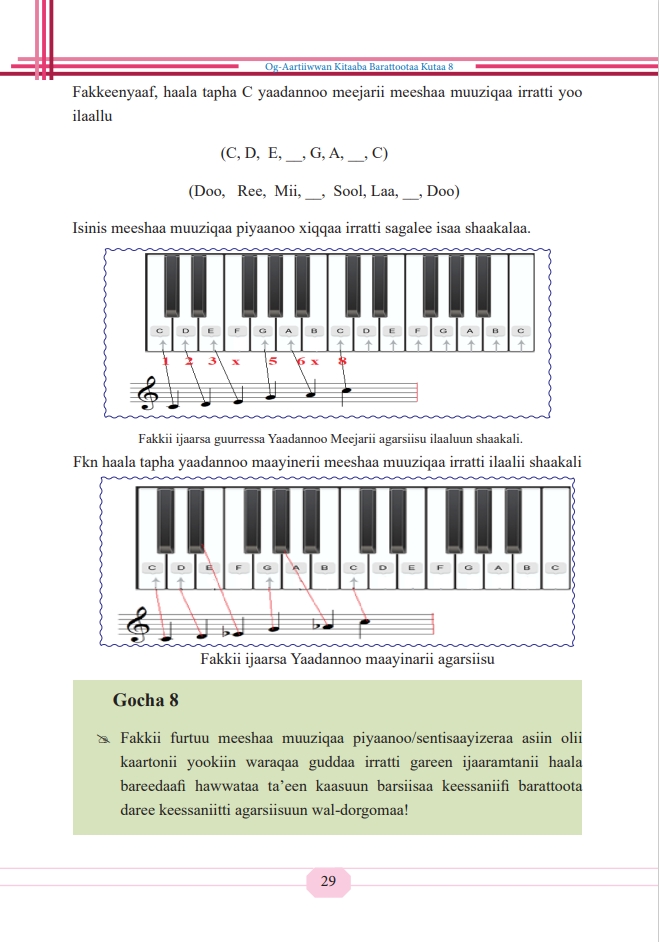 Og-Aartiiwwan Kitaaba Barattootaa Kutaa 8
Fakkeenyaaf, haala tapha C yaadannoo meejarii meeshaa muuziqaa irratti yoo
ilaallu
(C, D, E, __, G, A, __, C)
(Doo, Ree, Mii, __, Sool, Laa, __, Doo)
Isinis meeshaa muuziqaa piyaanoo xiqqaa irratti sagalee isaa shaakalaa.
C D E F G A B C D E F G A B C
1 2 3 x 5 6 x 8
Fakkii ijaarsa guurressa Yaadannoo Meejarii agarsiisu ilaaluun shaakali.
Fkn haala tapha yaadannoo maayinerii meeshaa muuziqaa irratti ilaalii shaakali
C D E F G A B C D E F G A B C
Fakkii ijaarsa Yaadannoo maayinarii agarsiisu
Gocha 8
Fakkii furtuu meeshaa muuziqaa piyaanoo/sentisaayizeraa asiin olii
kaartonii yookiin waraqaa guddaa irratti gareen ijaaramtanii haala
bareedaafi hawwataa ta’een kaasuun barsiisaa keessaniifi barattoota
daree keessaniitti agarsiisuun wal-dorgomaa!
29